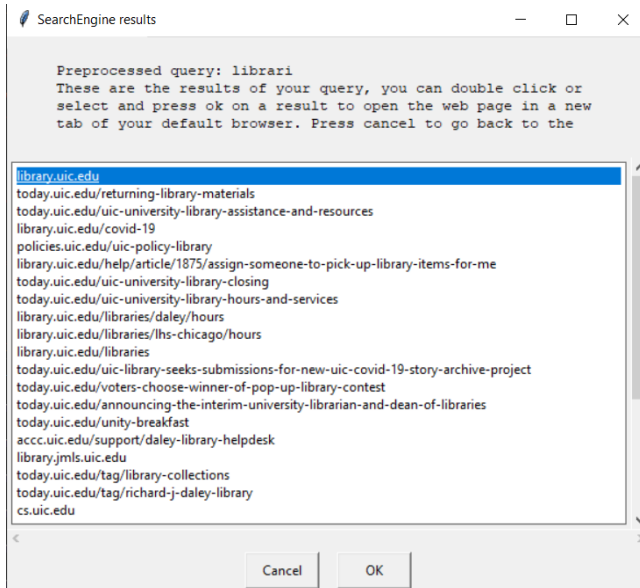 SearchEngine results
Preprocessed query: librari
These are the results of your query, you can double click or
select and press ok on a result to open the web page in a new
tab of your default browser. Press cancel to go back to the
library.uic.edu
today.uic.edu/returning-library-materials
today.uic.edu/uic-university-library-assistance-and-resources
library.uic.edu/covid-19
policies.uic.edu/uic-policy-library
library.uic.edu/help/article/1875/assign-someone-to-pick-up-library-items-for-me
today.uic.edu/uic-university-library-closing
today.uic.edu/uic-university-library-hours-and-services
library.uic.edu/libraries/daley/hours
library.uic.edu/libraries/lhs-chicago/hours
library.uic.edu/libraries
today.uic.edu/uic-library-seeks-submissions-for-new-uic-covid-19-story-archive-project
today.uic.edu/voters-choose-winner-of-pop-up-library-contest
today.uic.edu/announcing-the-interim-university-librarian-and-dean-of-libraries
today.uic.edu/unity-breakfast
accc.uic.edu/support/daley-library-helpdesk
library.jmls.uic.edu
today.uic.edu/tag/library-collections
today.uic.edu/tag/richard-j-daley-library
cs.uic.edu
Cancel OK